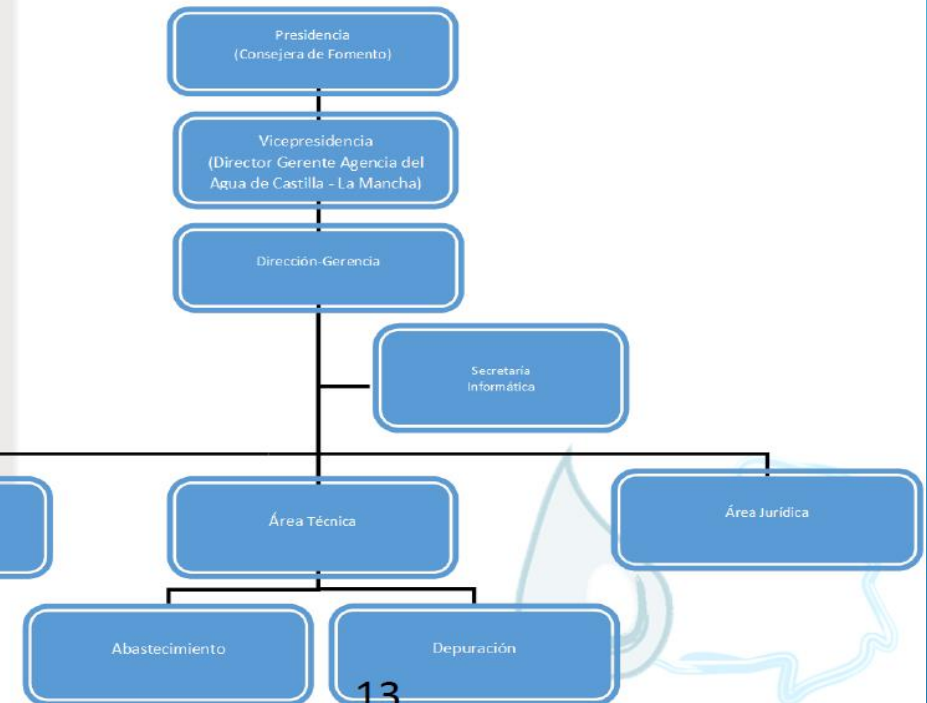 Presidencia
(Consejera de Fomento)
Vicepresidencia
(Director Gerente Agencia del
Agua de Castilla - La Mancha)
Dirección-Gerencia
Secretaría
Informática
Área Técnica
Área Jurídica
Abastecimiento
Depuración
13